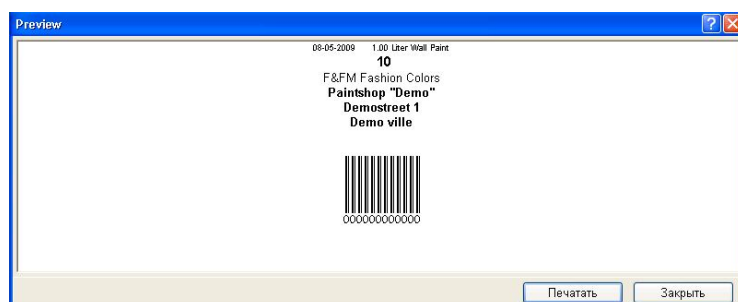 Preview
08-05-2009 1.00 Liter Wall Paint
10
F&FM Fashion Colors
Paintshop "Demo"
Demostreet 1
Demo ville
000000000000
Печатать Закрыть